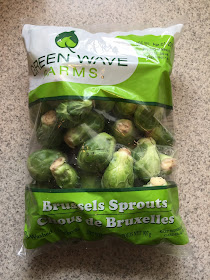 GREEN WAVE
FARMS
Brussels Sprouts
Choux de Bruxelles